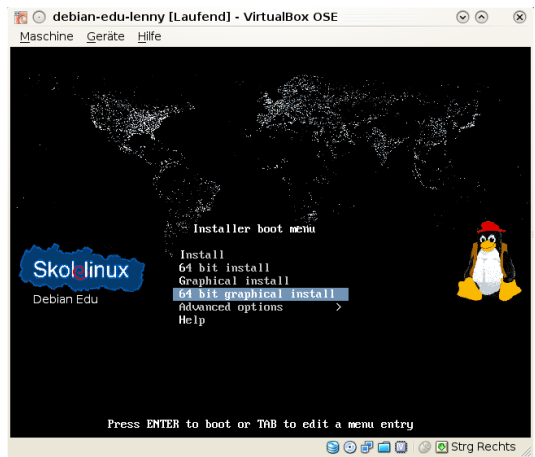 debian-edu-lenny [Laufend] - VirtualBox OSE
Maschine Geräte Hilfe
Installer boot menu
Install
64 bit install
Graphical install
64 bit graphical install
Advanced options >
Help
Skolelinux
Debian Edu
Press ENTER to boot or TAB to edit a menu entry
Strg Rechts